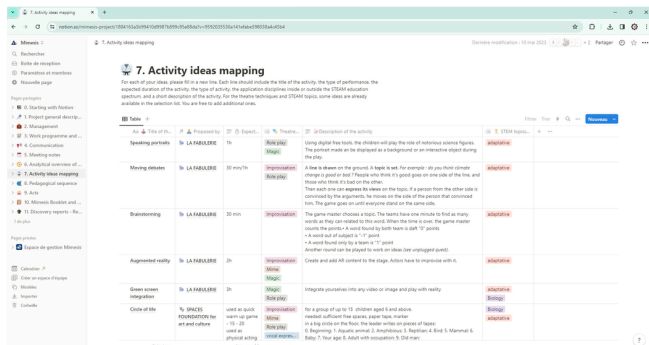 7. Activity ideas mapping
Minesis
7. Activity ideas mapping
Dernière modification : 10 mai 2023
Partager
Rechercher
Boîte de réception
Paramètres et membres
Nouvelle page
Pages partagées
0. Starting with Notion
1. Project general descrip...
2. Management
3. Work programme and ...
4. Communication
5. Meeting notes
6. Analytical overview of ...
7. Activity ideas mapping
8. Pedagogical sequence
9. Acts
10. Minesis Booklet and ...
11. Discovery reports - Re...
1 de plus
Pages privées
Espace de gestion Minesis
Calendrier
Créer un espace d'équipe
Modèles
Importer
Corbeille
7. Activity ideas mapping
For each of your ideas, please fill in a new line. Each line should include the title of the activity, the type of performance, the
expected duration of the activity, the type of activity, the application disciplines inside or outside the STEAM education
spectrum, and a short description of the activity. For the theatre techniques and STEAM topics, some ideas are already
available in the selection list. You are free to add additional ones.
Table
Filtrer Trier
Nouveau
Title of th...
Proposed by
Expect...
Theatre...
Description of the activity
STEM topics...
Speaking portraits
LA FABULERIE
1h
Role play
Magic
Using digital free tools, the children will play the role of notorious science figures.
The portrait made an be displayed as a background or an interactive object during
the play.
adaptative
Moving debates
LA FABULERIE
30 min/1h
Improvisation
Role play
A line is drawn on the ground. A topic is set. For example : do you think climate
change is good or bad ? People who think it's good goes on one side of the line, and
those who think it's bad on the other.
Then each one can express its views on the topic. If a person from the other side is
convinced by the arguments, he moves on the side of the person that convinced
him. The game goes on until everyone stand on the same side.
adaptative
Brainstorming
LA FABULERIE
30 min
Improvisation
The game master chooses a topic. The teams have one minute to find as many
words as they can related to this word. When the time is over, the game master
counts the points.• A word found by both team is deft "0" points
• A word out of subject is "-1" point
• A word found only by a team is "1" point
Another round can be played to work on ideas (see unplugged quest).
adaptative
Augmented reality
LA FABULERIE
2h
Improvisation
Mime
Magic
Create and add AR content to the stage. Actors have to improvise with it.
adaptative
Green screen
integration
LA FABULERIE
3h
Magic
Role play
Integrate yourselves into any video or image and play with reality.
adaptative
Biology
Circle of life
SPACES
FOUNDATION for
art and culture
used as quick
warm up game
- 15 - 20
used as
physical acting
Improvisation
Mime
Role play
vocal expres...
for a group of up to 15 children aged 6 and above.
needed: sufficient free spaces, paper, tape, marker
in a big circle on the floor, the leader writes on pieces of tapes:
0. Beginning; 1: Aquatic animal; 2: Amphibious; 3: Reptilian; 4: Bird; 5: Mammal; 6:
Baby; 7: Your age; 8: Adult with occupation; 9: Old man;
Biology
adaptative